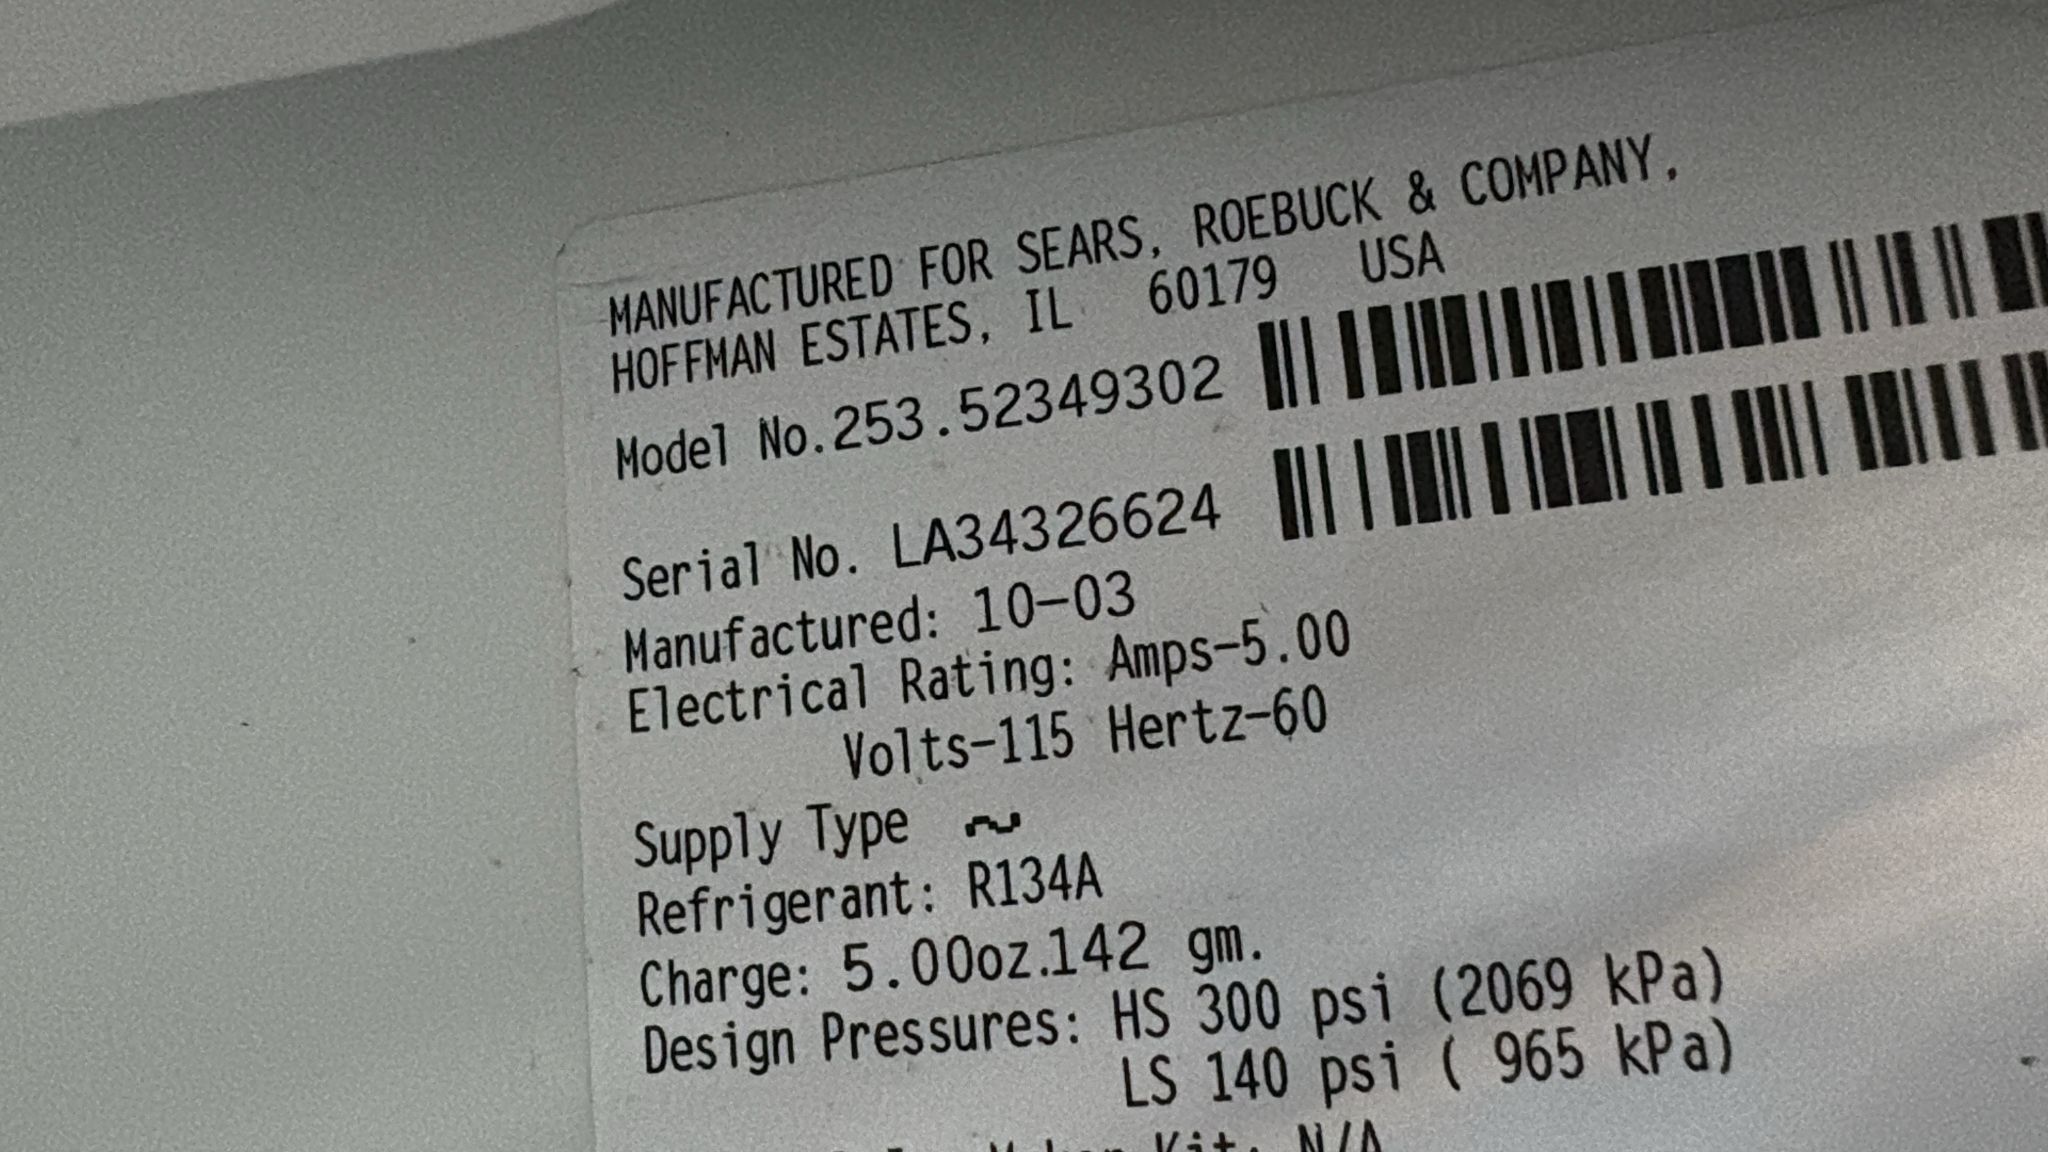 MANUFACTURED FOR SEARS, ROEBUCK & COMPANY,
HOFFMAN ESTATES, IL 60179 USA
Model No.253.52349302
Serial No. LA34326624
Manufactured: 10-03
Electrical Rating: Amps-5.00
Volts-115 Hertz-60
Supply Type ~
Refrigerant: R134A
Charge: 5.00oz.142 gm.
Design Pressures: HS 300 psi (2069 kPa)
LS 140 psi ( 965 kPa)
Kit. N/A